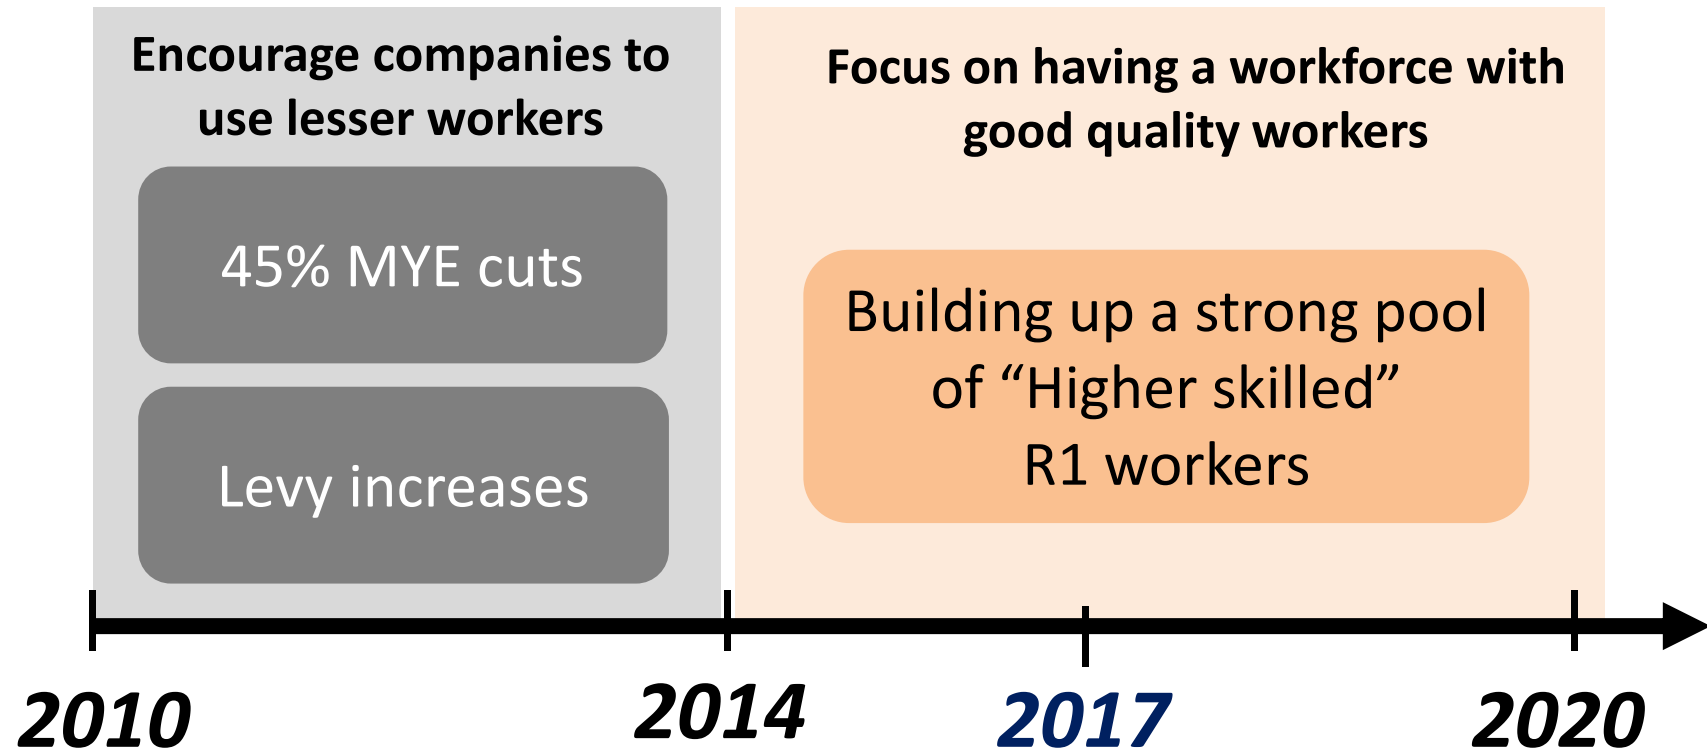 Encourage companies to
use lesser workers
45% MYE cuts
Levy increases
Focus on having a workforce with
good quality workers
Building up a strong pool
of “Higher skilled”
R1 workers
2010
2014
2017
2020